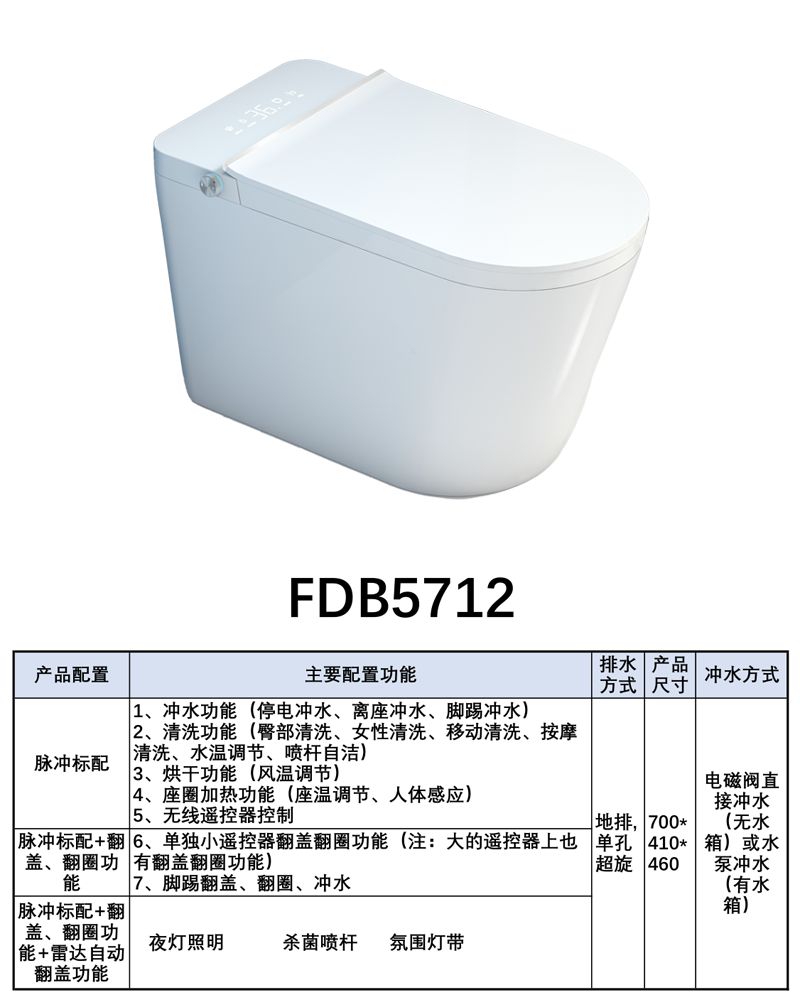 36.0
FDB5712
产品配置
主要配置功能
排水
方式
产品
尺寸
冲水方式
脉冲标配
1、冲水功能（停电冲水、离座冲水、脚踢冲水）
2、清洗功能（臀部清洗、女性清洗、移动清洗、按摩
清洗、水温调节、喷杆自洁）
3、烘干功能（风温调节）
4、座圈加热功能（座温调节、人体感应）
5、无线遥控器控制
脉冲标配+翻
盖、翻圈功
能
6、单独小遥控器翻盖翻圈功能（注：大的遥控器上也
有翻盖翻圈功能）
7、脚踢翻盖、翻圈、冲水
脉冲标配+翻
盖、翻圈功
能+雷达自动
翻盖功能
夜灯照明 杀菌喷杆 氛围灯带
地排,
单孔
超旋
700*
410*
460
电磁阀直
接冲水
（无水
箱）或水
泵冲水
（有水
箱）